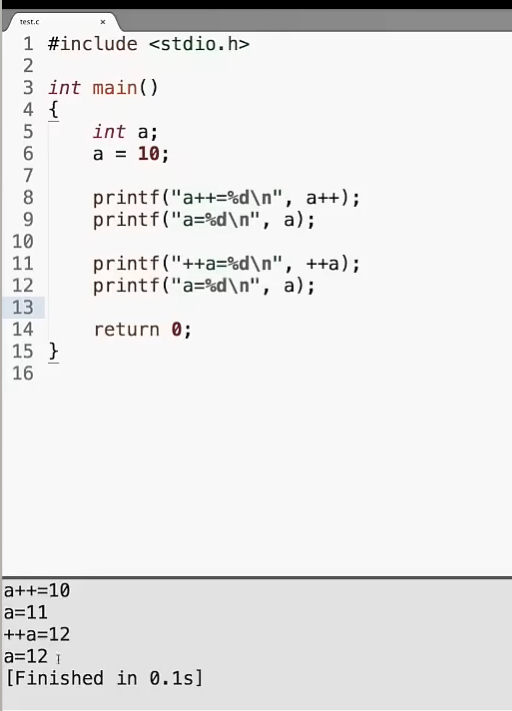 test.c ×
1 #include <stdio.h>
2
3 int main()
4 {
5     int a;
6     a = 10;
7
8     printf("a++=%d\n", a++);
9     printf("a=%d\n", a);
10
11     printf("++a=%d\n", ++a);
12     printf("a=%d\n", a);
13
14     return 0;
15 }
16
a++=10
a=11
++a=12
a=12
[Finished in 0.1s]